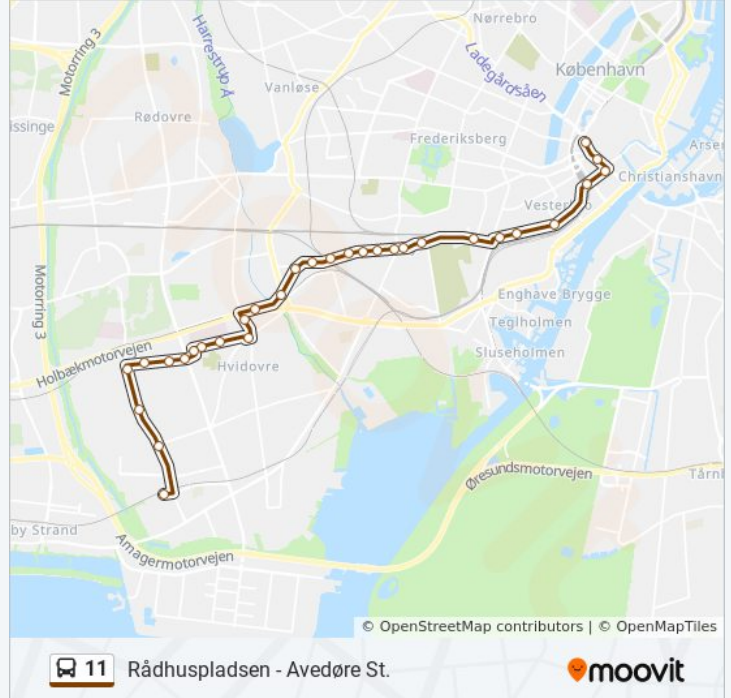 Nørrebro
Motorring 3
Harrestrup Å
Ladegårdsåen
København
Vanløse
issinge
Rødovre
Frederiksberg
Arsen
Christianshavn
Vesterbro
Motorring 3
Enghave Brygge
Teglholmen
Holbækmotorvejen
Sluseholmen
Hvidovre
Øresundsmotorvejen
Tårnb
by Strand
Amagermotorvejen
© OpenStreetMap contributors | © OpenMapTiles
11 Rådhuspladsen - Avedøre St.
moovit